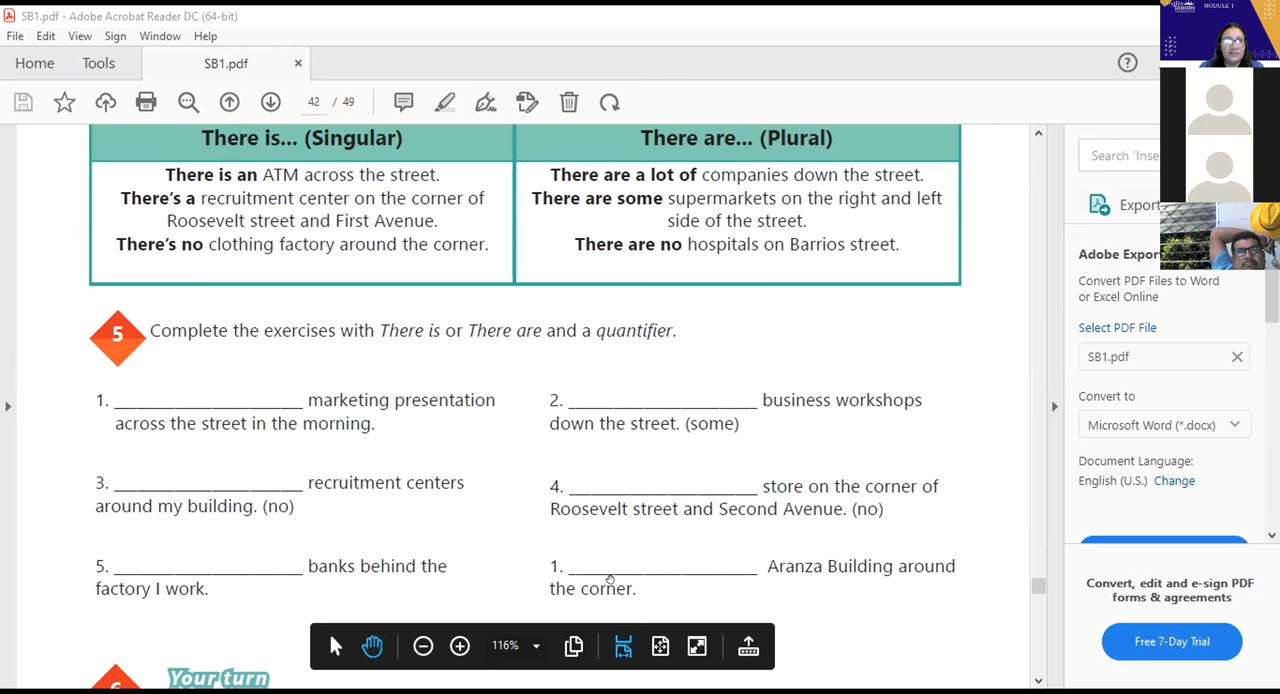 SB1.pdf - Adobe Acrobat Reader DC (64-bit)
File Edit View Sign Window Help
Home Tools SB1.pdf ×
42 / 49
There is... (Singular)
There are... (Plural)
There is an ATM across the street.
There's a recruitment center on the corner of
Roosevelt street and First Avenue.
There's no clothing factory around the corner.
There are a lot of companies down the street.
There are some supermarkets on the right and left
side of the street.
There are no hospitals on Barrios street.
5 Complete the exercises with There is or There are and a quantifier.
1. ____________________ marketing presentation
across the street in the morning.
2. ____________________ business workshops
down the street. (some)
3. ____________________ recruitment centers
around my building. (no)
4. ____________________ store on the corner of
Roosevelt street and Second Avenue. (no)
5. ____________________ banks behind the
factory I work.
1. ____________________ Aranza Building around
the corner.
116%
Your turn
MODULE 1
Search 'Inse
Export
Adobe Expor
Convert PDF Files to Word
or Excel Online
Select PDF File
SB1.pdf
Convert to
Microsoft Word (*.docx)
Document Language:
English (U.S.) Change
Convert, edit and e-sign PDF
forms & agreements
Free 7-Day Trial